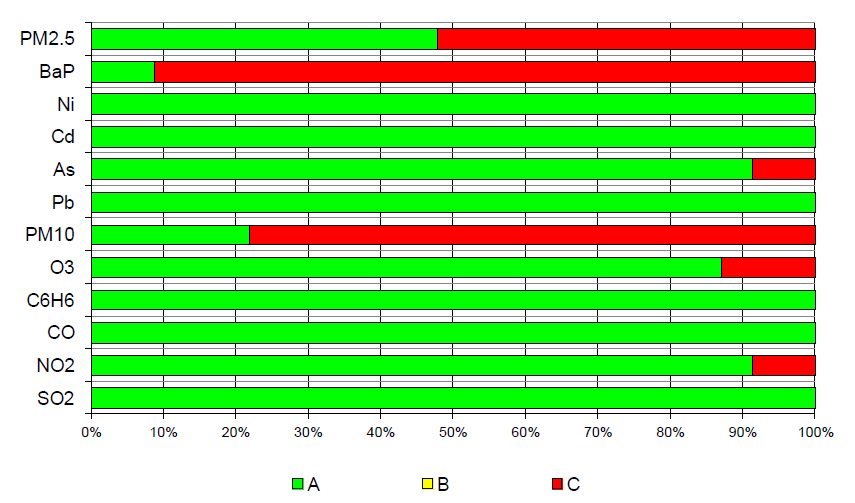 PM2.5
BaP
Ni
Cd
As
Pb
PM10
O3
C6H6
CO
NO2
SO2
0% 10% 20% 30% 40% 50% 60% 70% 80% 90% 100%
A B C